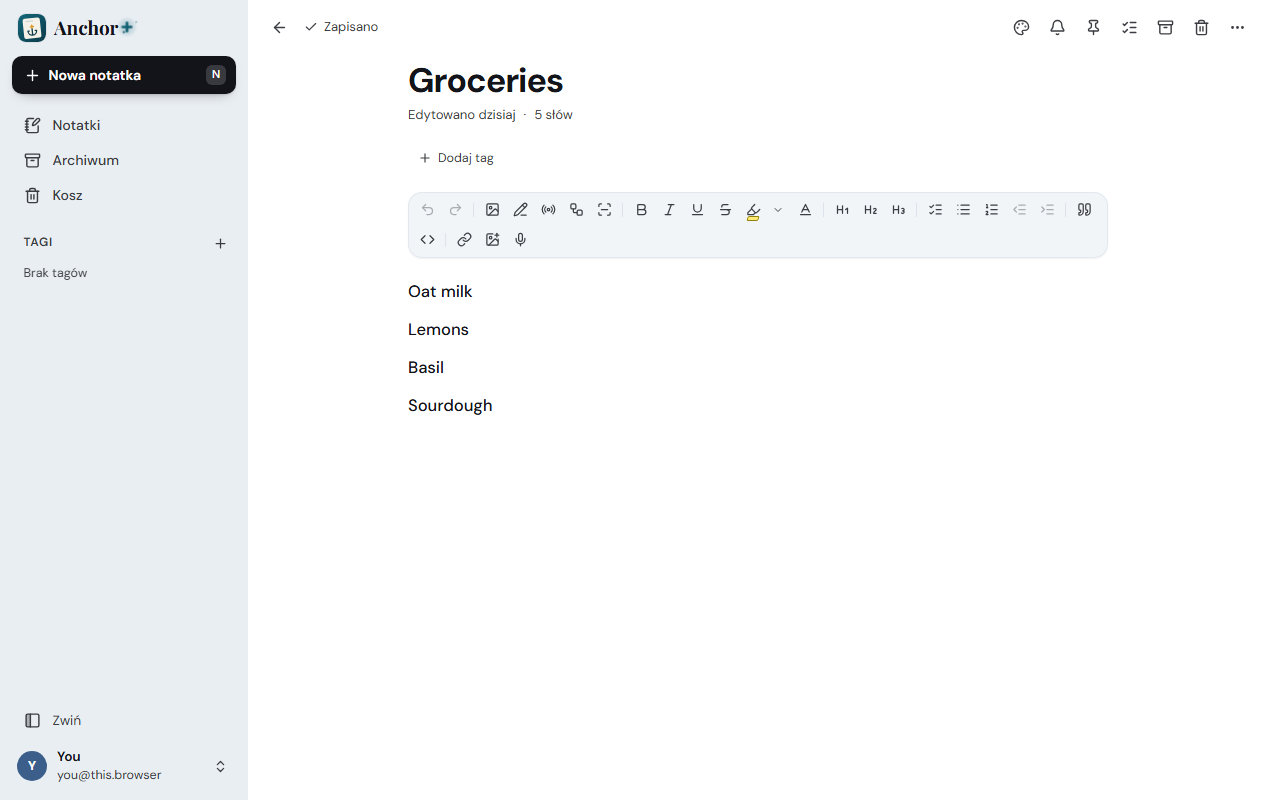 Anchor
Zapisano
Nowa notatka N
Notatki
Archiwum
Kosz
TAGI
Brak tagów
Zwiń
Y
You
you@this.browser
Groceries
Edytowano dzisiaj · 5 słów
Dodaj tag
H1 H2 H3
Oat milk
Lemons
Basil
Sourdough